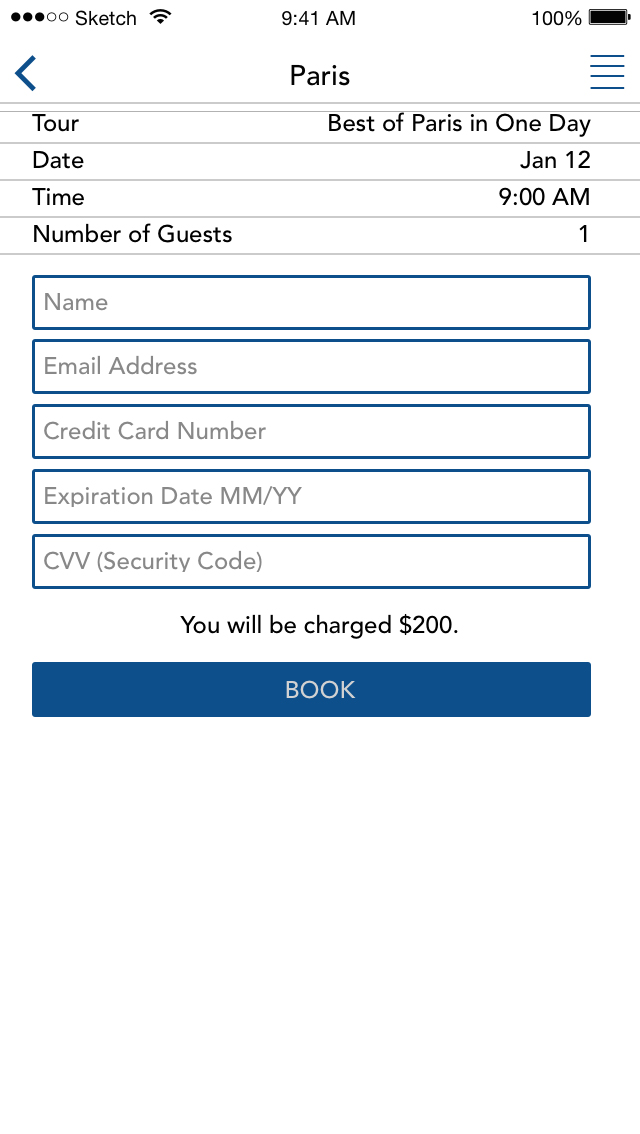 Sketch 9:41 AM 100%
Paris
Tour Best of Paris in One Day
Date Jan 12
Time 9:00 AM
Number of Guests 1
Name
Email Address
Credit Card Number
Expiration Date MM/YY
CVV (Security Code)
You will be charged $200.
BOOK